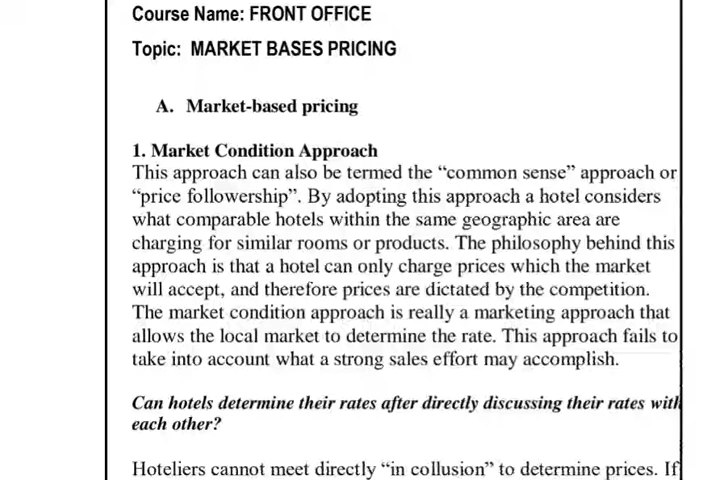 Course Name: FRONT OFFICE
Topic: MARKET BASES PRICING
A. Market-based pricing
1. Market Condition Approach
This approach can also be termed the “common sense” approach or
“price followership”. By adopting this approach a hotel considers
what comparable hotels within the same geographic area are
charging for similar rooms or products. The philosophy behind this
approach is that a hotel can only charge prices which the market
will accept, and therefore prices are dictated by the competition.
The market condition approach is really a marketing approach that
allows the local market to determine the rate. This approach fails to
take into account what a strong sales effort may accomplish.
Can hotels determine their rates after directly discussing their rates with
each other?
Hoteliers cannot meet directly “in collusion” to determine prices. If